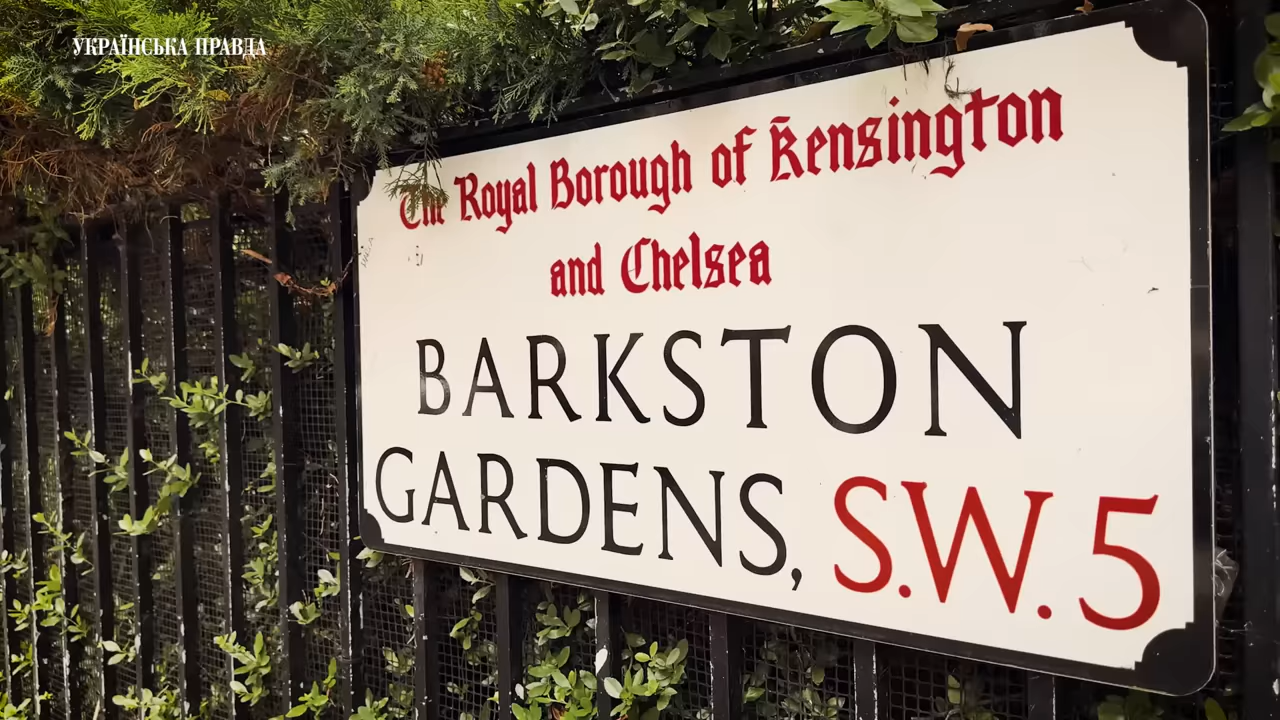 УКРАЇНСЬКА ПРАВДА
The Royal Borough of Kensington
and Chelsea
BARKSTON
GARDENS, S.W.5